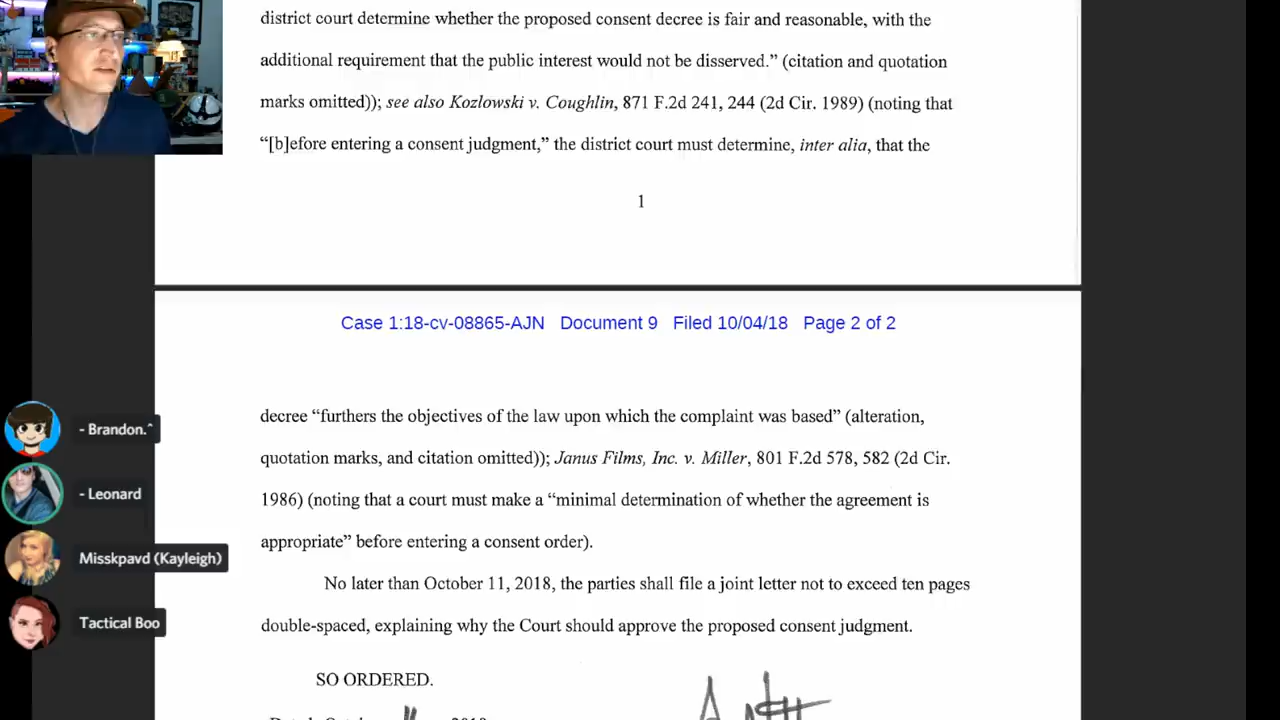 district court determine whether the proposed consent decree is fair and reasonable, with the
additional requirement that the public interest would not be disserved.” (citation and quotation
marks omitted)); see also Kozlowski v. Coughlin, 871 F.2d 241, 244 (2d Cir. 1989) (noting that
“[b]efore entering a consent judgment,” the district court must determine, inter alia, that the
1
Case 1:18-cv-08865-AJN Document 9 Filed 10/04/18 Page 2 of 2
decree “furthers the objectives of the law upon which the complaint was based” (alteration,
quotation marks, and citation omitted)); Janus Films, Inc. v. Miller, 801 F.2d 578, 582 (2d Cir.
1986) (noting that a court must make a “minimal determination of whether the agreement is
appropriate” before entering a consent order).
No later than October 11, 2018, the parties shall file a joint letter not to exceed ten pages
double-spaced, explaining why the Court should approve the proposed consent judgment.
SO ORDERED.
- Brandon.^
- Leonard
Misskpavd (Kayleigh)
Tactical Boo